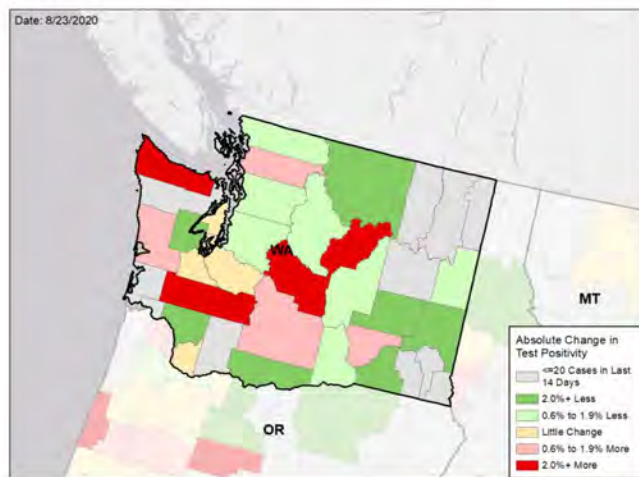 Date: 8/23/2020
WA
MT
OR
Absolute Change in
Test Positivity
<=20 Cases in Last
14 Days
2.0%+ Less
0.6% to 1.9% Less
Little Change
0.6% to 1.9% More
2.0%+ More